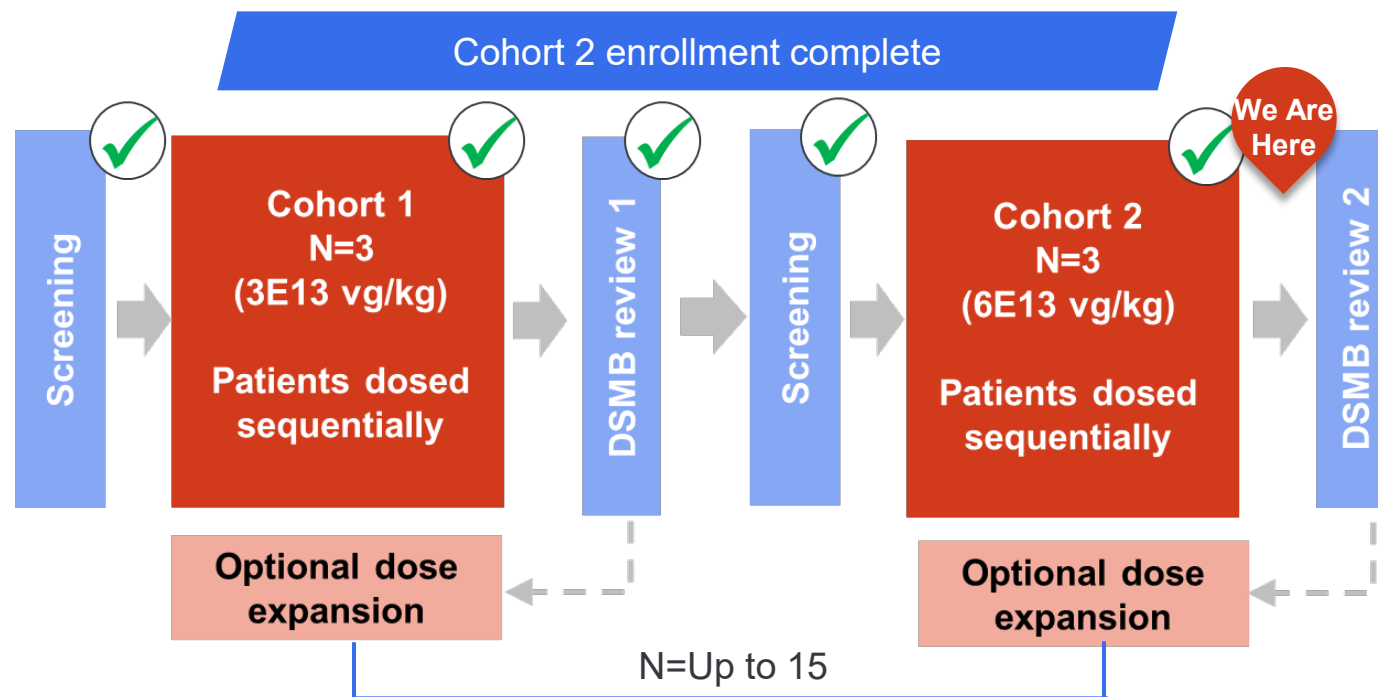 Cohort 2 enrollment complete
We Are
Here
Screening
Cohort 1
N=3
(3E13 vg/kg)
Patients dosed
sequentially
DSMB review 1
Screening
Cohort 2
N=3
(6E13 vg/kg)
Patients dosed
sequentially
DSMB review 2
Optional dose
expansion
Optional dose
expansion
N=Up to 15